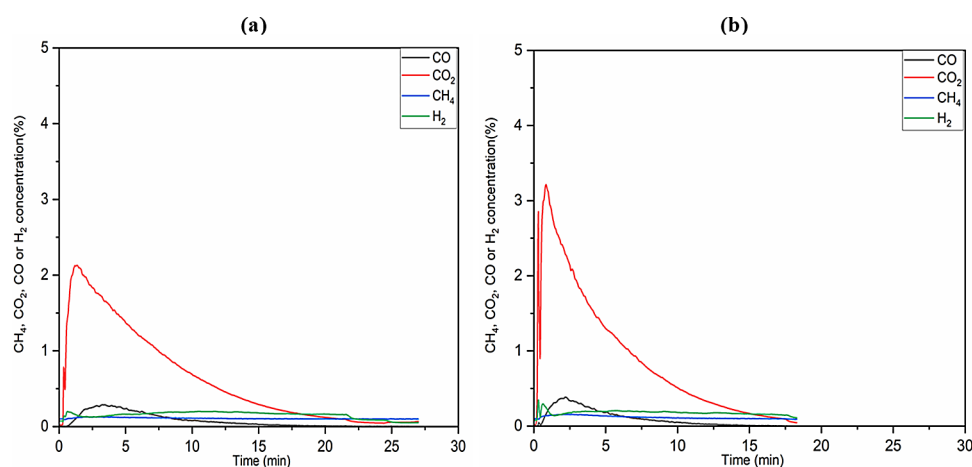 (a)
5
4
3
2
1
0
CH₄, CO₂, CO or H₂ concentration(%)
CO
CO₂
CH₄
H₂
0 5 10 15 20 25 30
Time (min)
(b)
5
4
3
2
1
0
CH₄, CO₂, CO or H₂ concentration(%)
CO
CO₂
CH₄
H₂
0 5 10 15 20 25 30
Time (min)